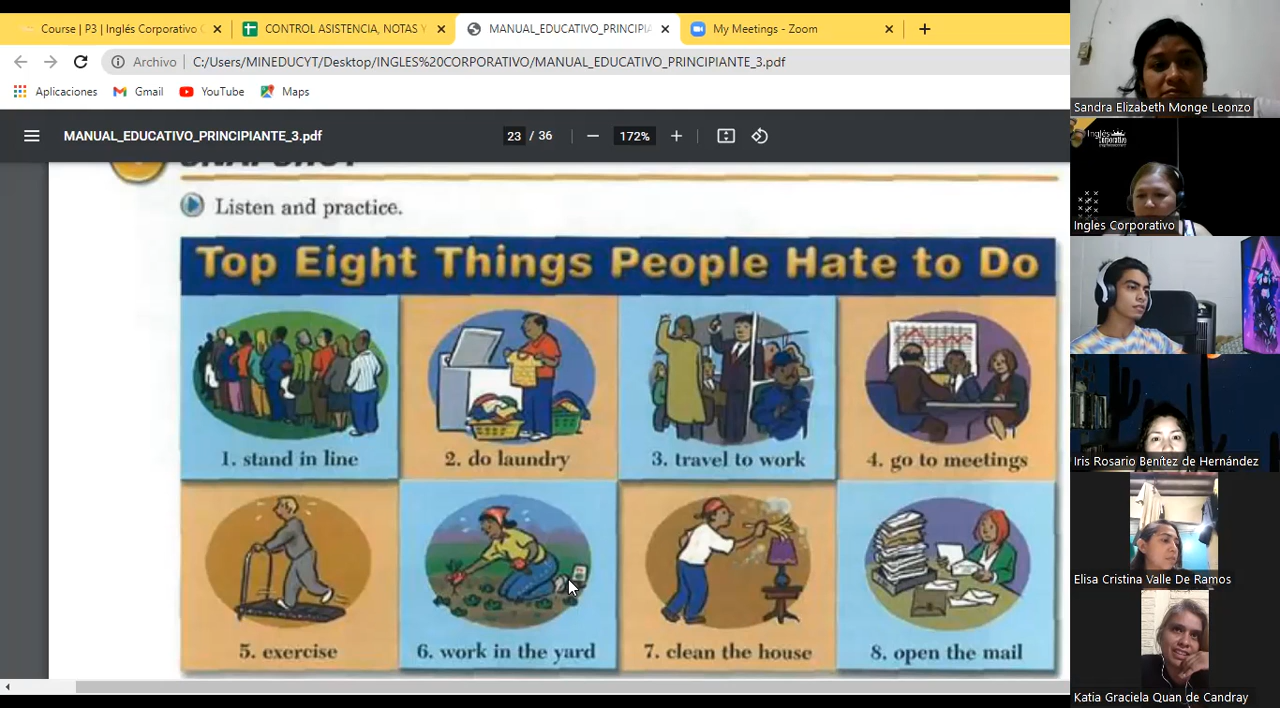 Course | P3 | Inglés Corporativo
CONTROL ASISTENCIA, NOTAS Y
MANUAL_EDUCATIVO_PRINCIPIA
My Meetings - Zoom
Archivo | C:/Users/MINEDUCYT/Desktop/INGLES%20CORPORATIVO/MANUAL_EDUCATIVO_PRINCIPIANTE_3.pdf
Aplicaciones Gmail YouTube Maps
MANUAL_EDUCATIVO_PRINCIPIANTE_3.pdf 23 / 36 172%
SNAPSHOT
Listen and practice.
Top Eight Things People Hate to Do
1. stand in line
2. do laundry
3. travel to work
4. go to meetings
5. exercise
6. work in the yard
7. clean the house
8. open the mail
Sandra Elizabeth Monge Leonzo
Inglés
Corporativo
Ingles Corporativo
Iris Rosario Benítez de Hernández
Elisa Cristina Valle De Ramos
Katia Graciela Quan de Candray